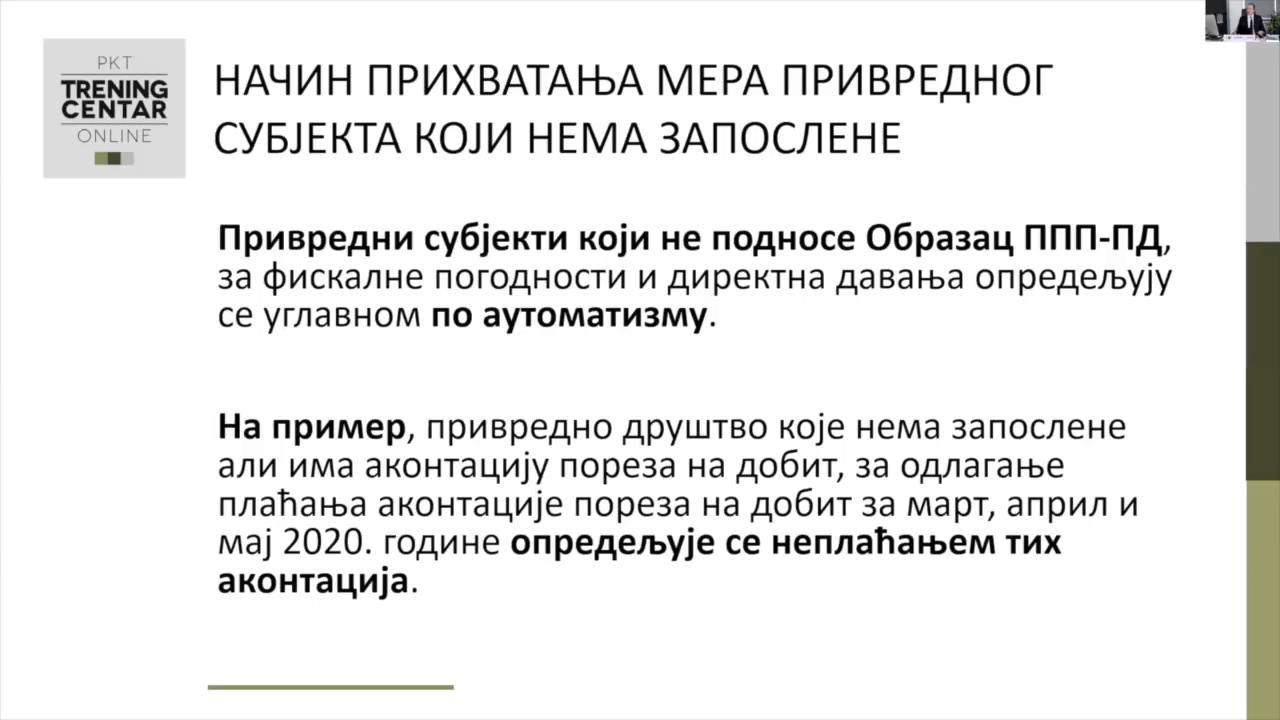 PKT
TRENING
CENTAR
ONLINE
НАЧИН ПРИХВАТАЊА МЕРА ПРИВРЕДНОГ
СУБЈЕКТА КОЈИ НЕМА ЗАПОСЛЕНЕ
Привредни субјекти који не подносе Образац ППП-ПД,
за фискалне погодности и директна давања опредељују
се углавном по аутоматизму.
На пример, привредно друштво које нема запослене
али има аконтацију пореза на добит, за одлагање
плаћања аконтације пореза на добит за март, април и
мај 2020. године опредељује се неплаћањем тих
аконтација.